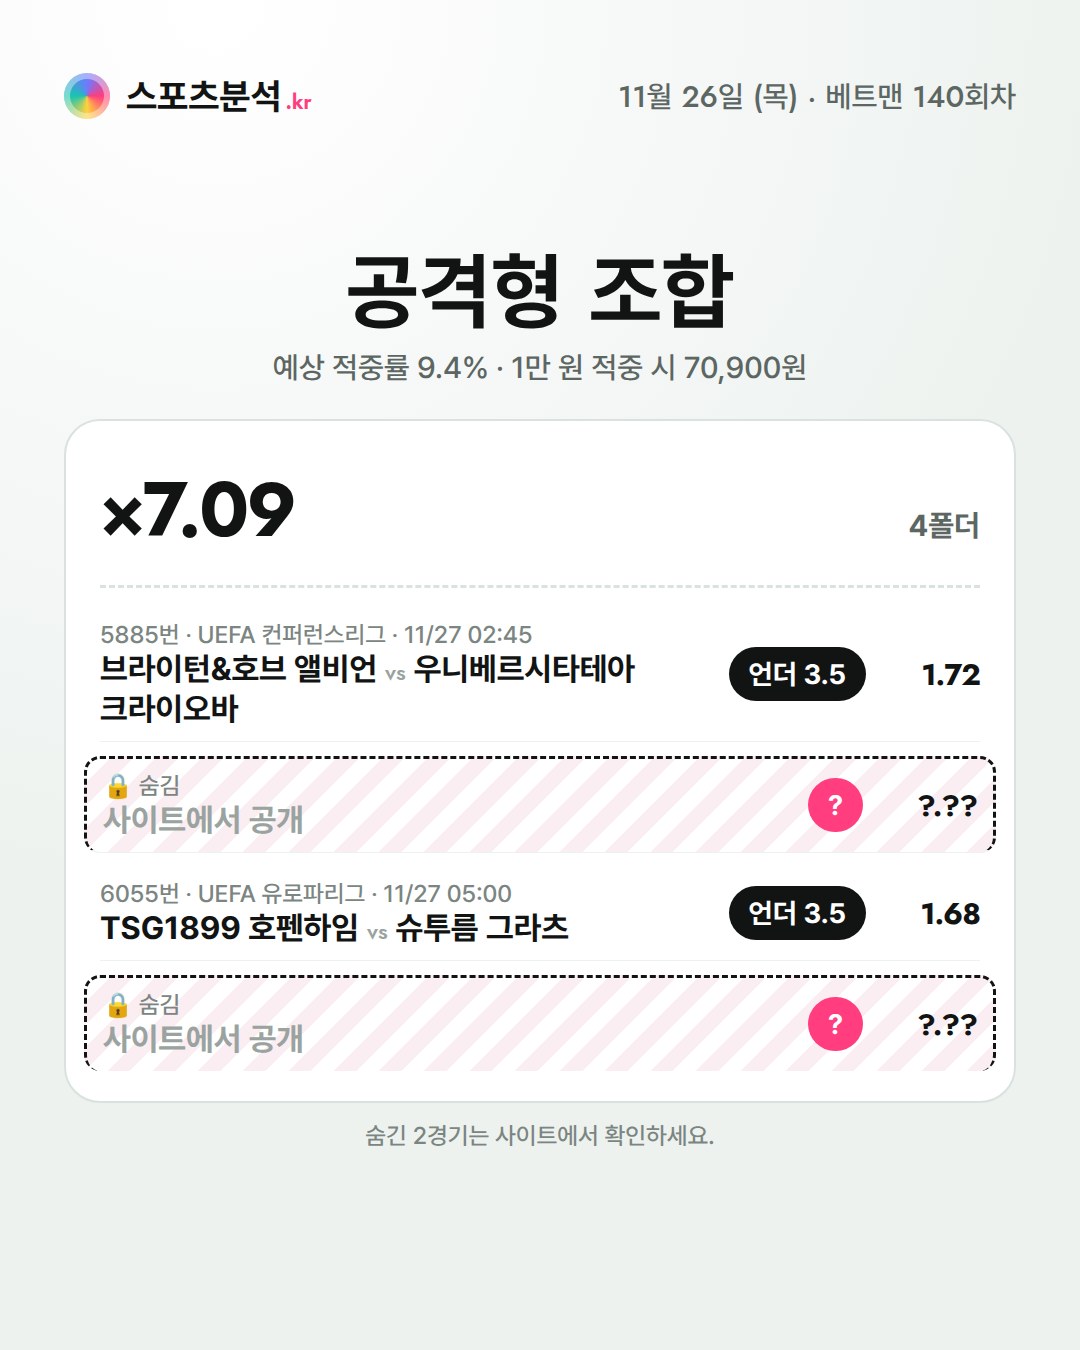 스포츠분석.kr
11월 26일 (목) · 베트맨 140회차
공격형 조합
예상 적중률 9.4% · 1만 원 적중 시 70,900원
×7.09
4폴더
5885번 · UEFA 컨퍼런스리그 · 11/27 02:45
브라이턴&호브 앨비언 vs 우니베르시타테아
크라이오바
언더 3.5
1.72
🔒 숨김
사이트에서 공개
?
?.??
6055번 · UEFA 유로파리그 · 11/27 05:00
TSG1899 호펜하임 vs 슈투름 그라츠
언더 3.5
1.68
🔒 숨김
사이트에서 공개
?
?.??
숨긴 2경기는 사이트에서 확인하세요.